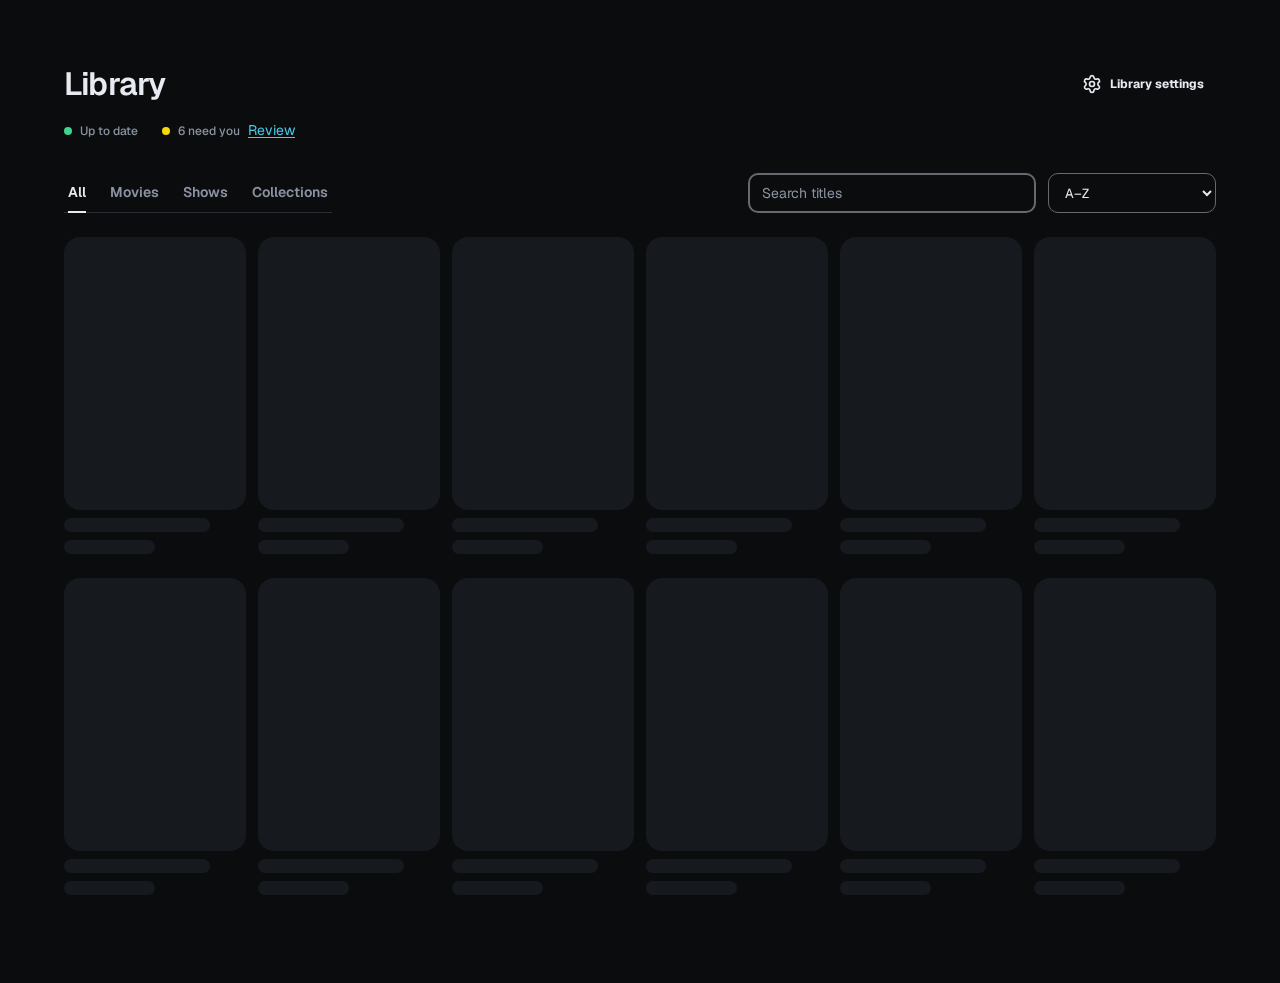 Library
Library settings
Up to date
6 need you Review
All Movies Shows Collections
Search titles
A–Z